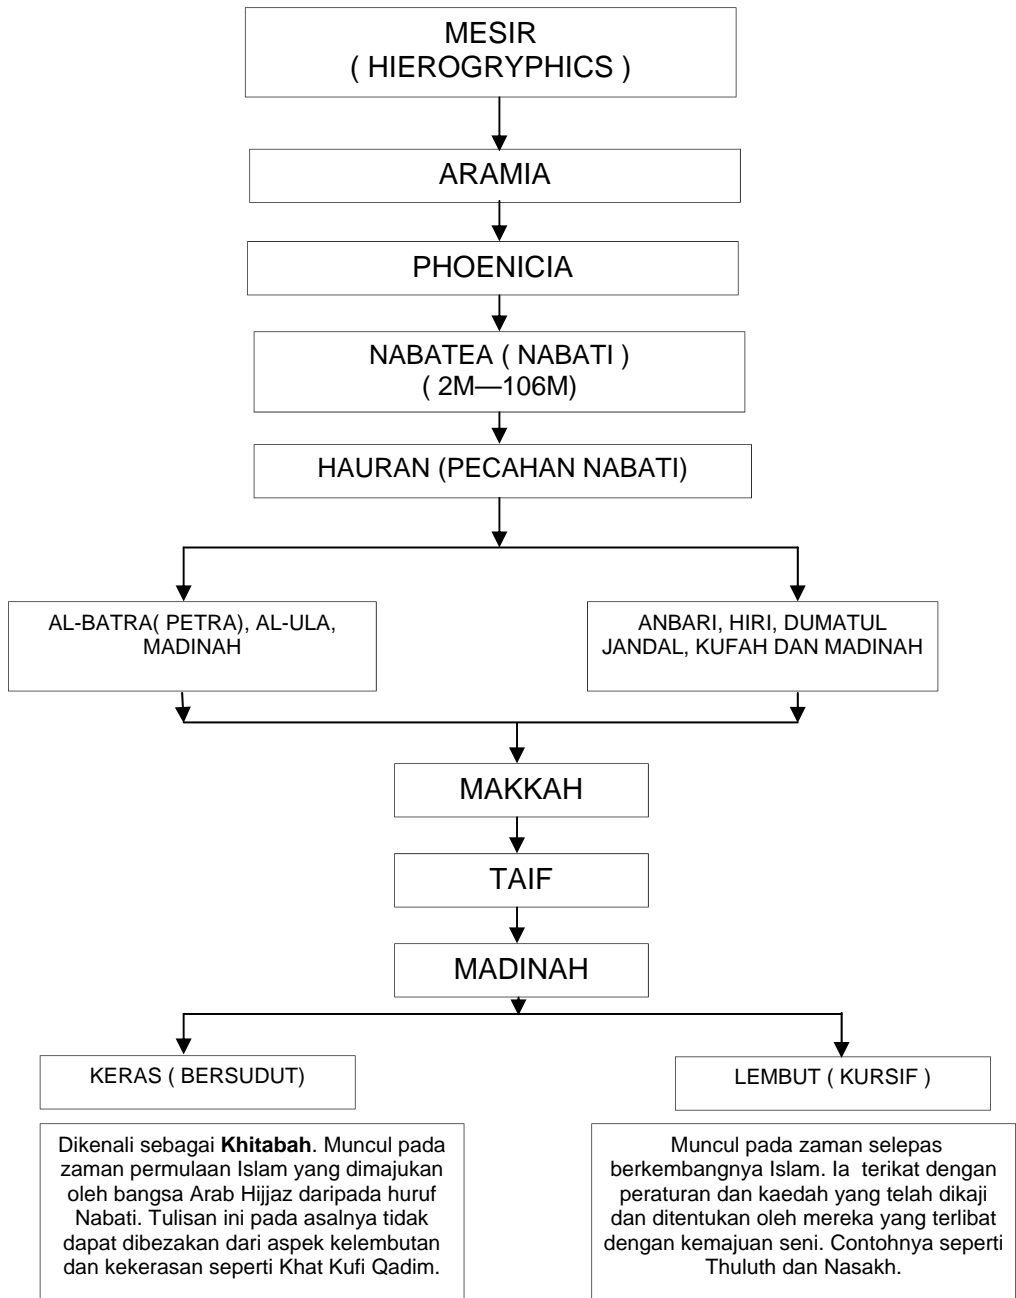 MESIR
( HIEROGRYPHICS )
ARAMIA
PHOENICIA
NABATEA ( NABATI )
( 2M—106M)
HAURAN (PECAHAN NABATI)
AL-BATRA( PETRA), AL-ULA,
MADINAH
ANBARI, HIRI, DUMATUL
JANDAL, KUFAH DAN MADINAH
MAKKAH
TAIF
MADINAH
KERAS ( BERSUDUT)
LEMBUT ( KURSIF )
Dikenali sebagai Khitabah. Muncul pada
zaman permulaan Islam yang dimajukan
oleh bangsa Arab Hijjaz daripada huruf
Nabati. Tulisan ini pada asalnya tidak
dapat dibezakan dari aspek kelembutan
dan kekerasan seperti Khat Kufi Qadim.
Muncul pada zaman selepas
berkembangnya Islam. Ia terikat dengan
peraturan dan kaedah yang telah dikaji
dan ditentukan oleh mereka yang terlibat
dengan kemajuan seni. Contohnya seperti
Thuluth dan Nasakh.